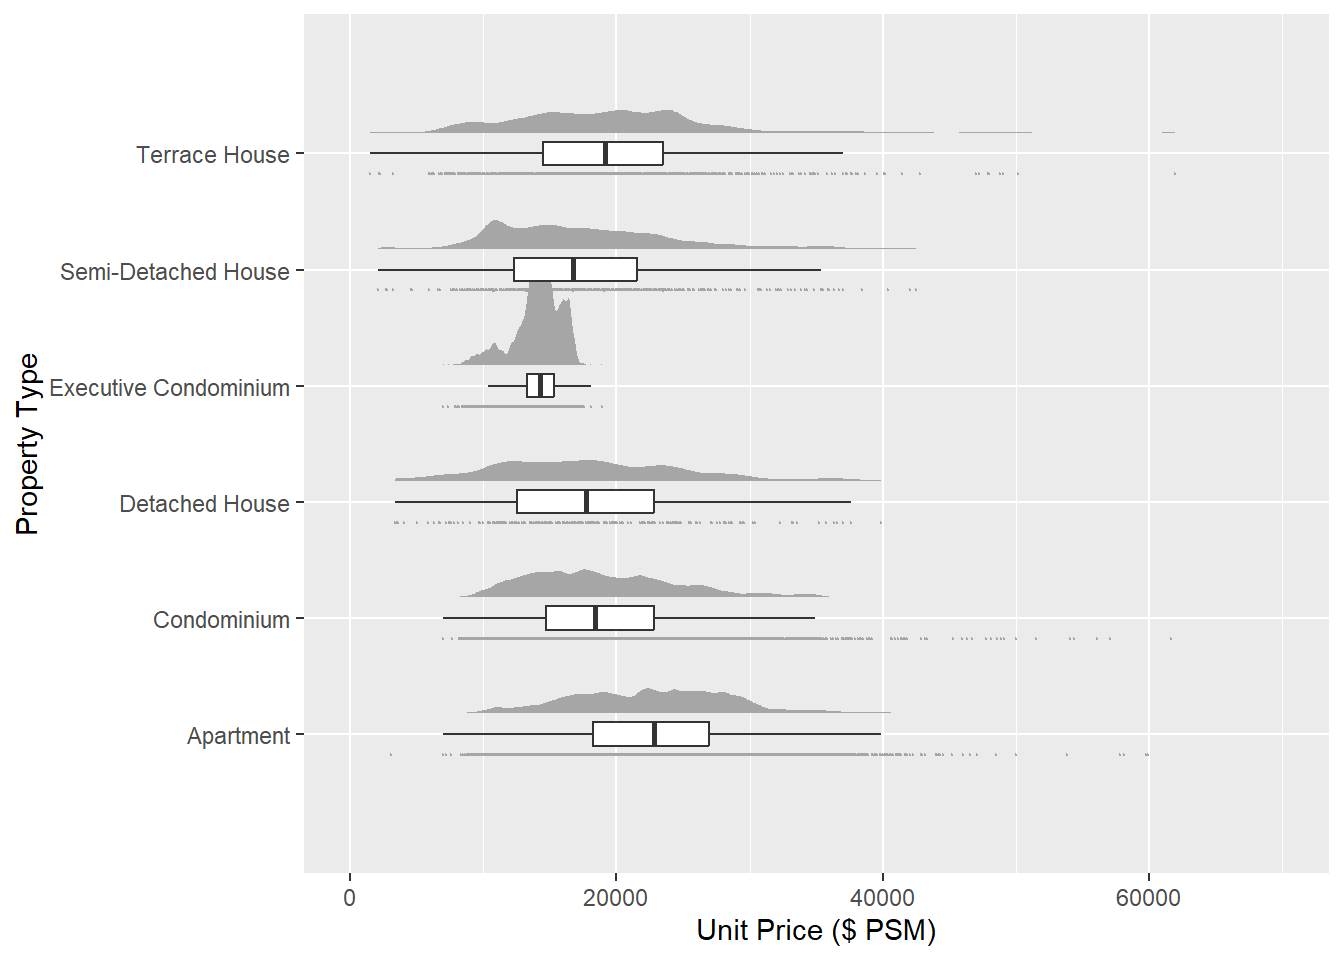 Terrace House
Semi-Detached House
Executive Condominium
Detached House
Condominium
Apartment
Property Type
0 20000 40000 60000
Unit Price ($ PSM)